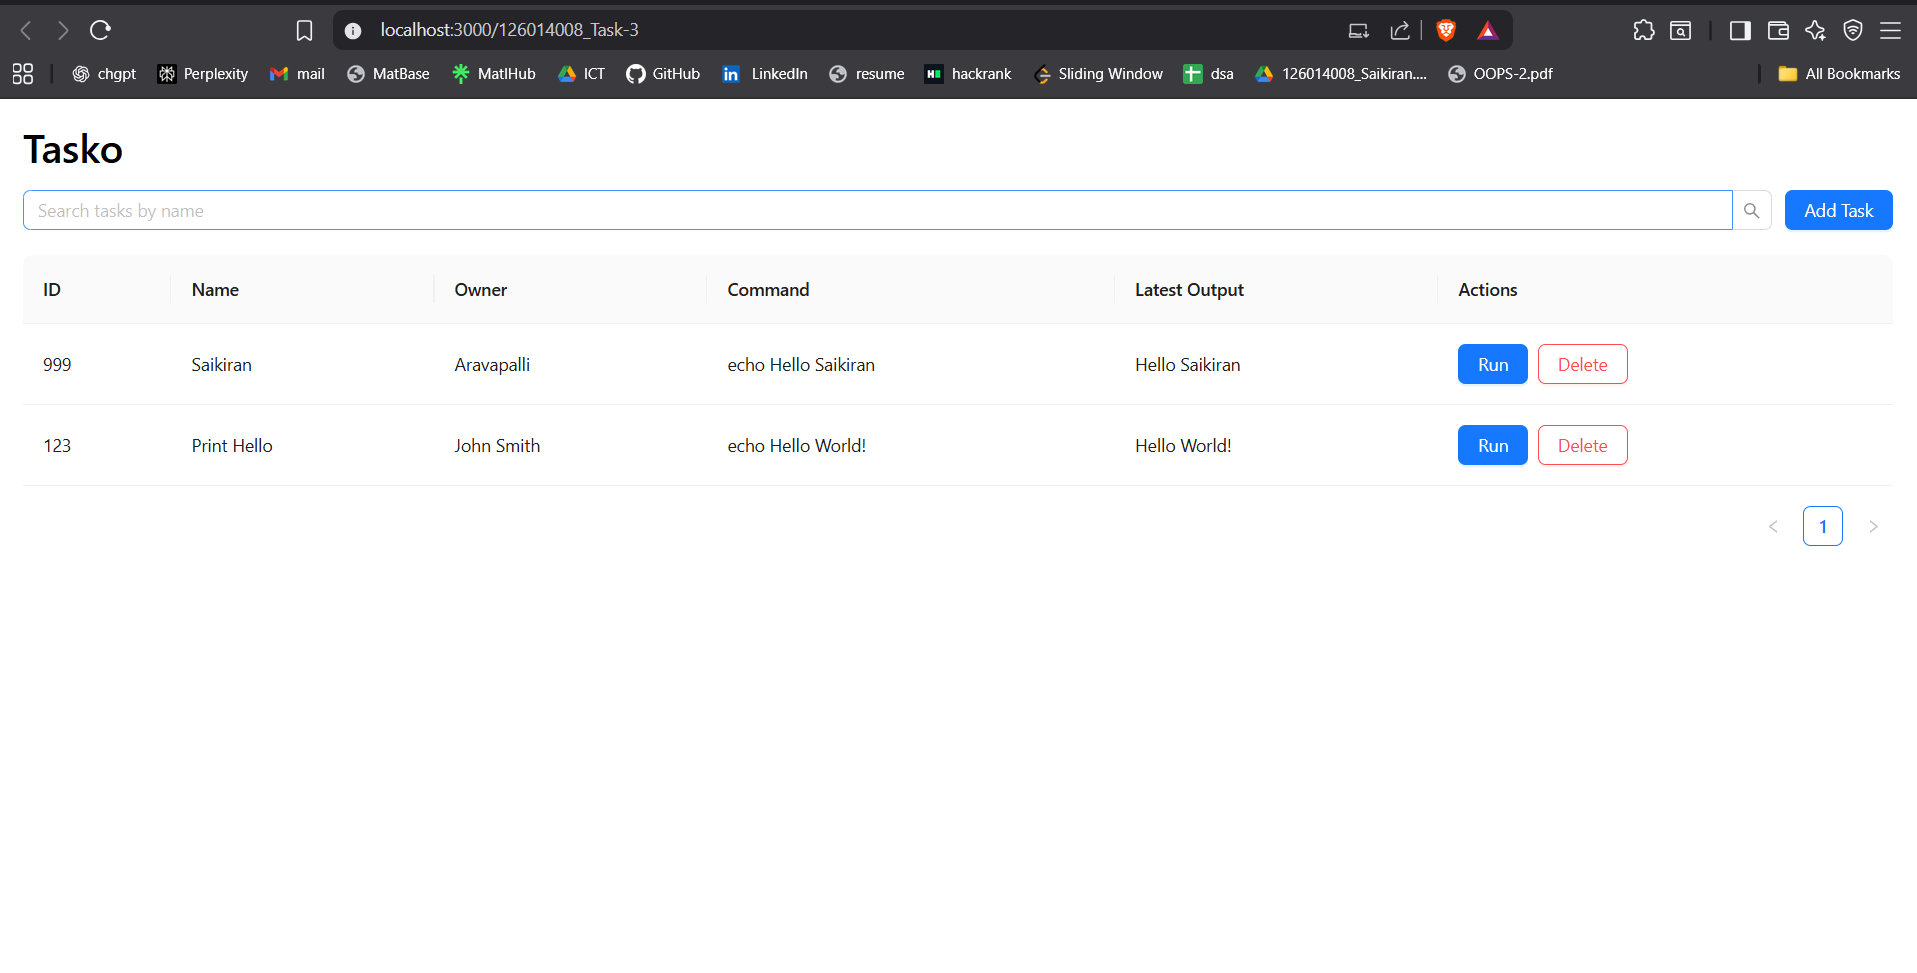 localhost:3000/126014008_Task-3
chgpt Perplexity mail MatBase MatlHub ICT GitHub LinkedIn resume hackrank Sliding Window dsa 126014008_Saikiran.... OOPS-2.pdf All Bookmarks
Tasko
Search tasks by name Add Task
ID Name Owner Command Latest Output Actions
999 Saikiran Aravapalli echo Hello Saikiran Hello Saikiran Run Delete
123 Print Hello John Smith echo Hello World! Hello World! Run Delete
1